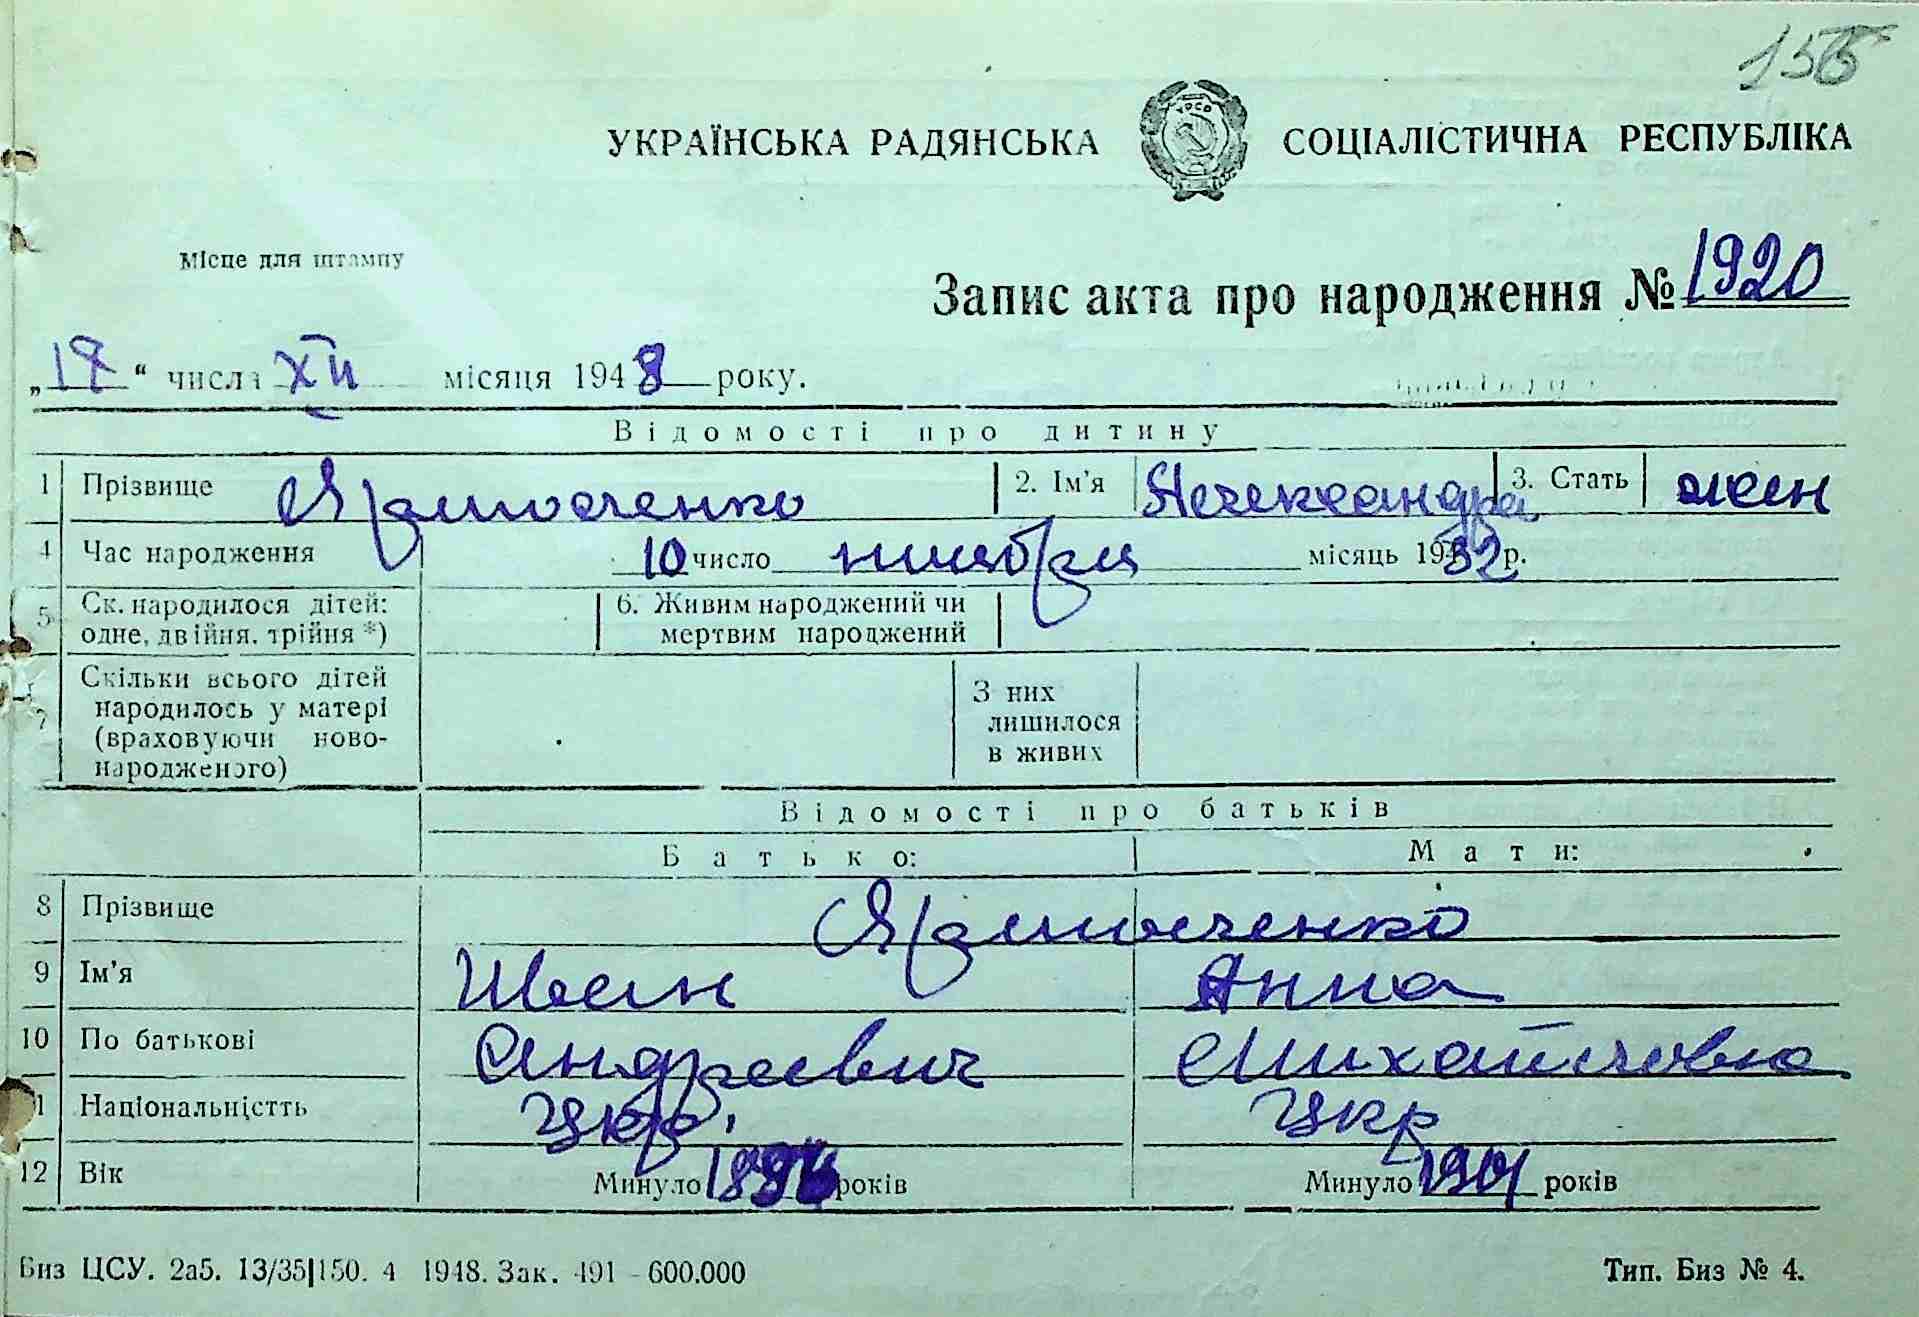 155
УКРАЇНСЬКА РАДЯНСЬКА СОЦІАЛІСТИЧНА РЕСПУБЛІКА
Місце для штампу
Запис акта про народження № 1920
„17“ числа XII місяця 1948 року.
Відомості про дитину
1 Прізвище Ярмоленко 2. Ім'я Александра 3. Стать жен
4 Час народження 10 число ноября місяць 1932 р.
5 Ск. народилося дітей: 6. Живим народжений чи
одне, двійня, трійня *) мертвим народжений
Скільки всього дітей З них
7 народилось у матері лишилося
(враховуючи ново- в живих
народженого)
Відомості про батьків
Батько: Мати:
8 Прізвище Ярмоленко
9 Ім'я Иван Анна
10 По батькові Андреевич Михайловна
11 Національністть Укр. Укр
12 Вік Минуло років Минуло 1901 років
Биз ЦСУ. 2а5. 13/35|150. 4 1948. Зак. 491 - 600.000 Тип. Биз № 4.